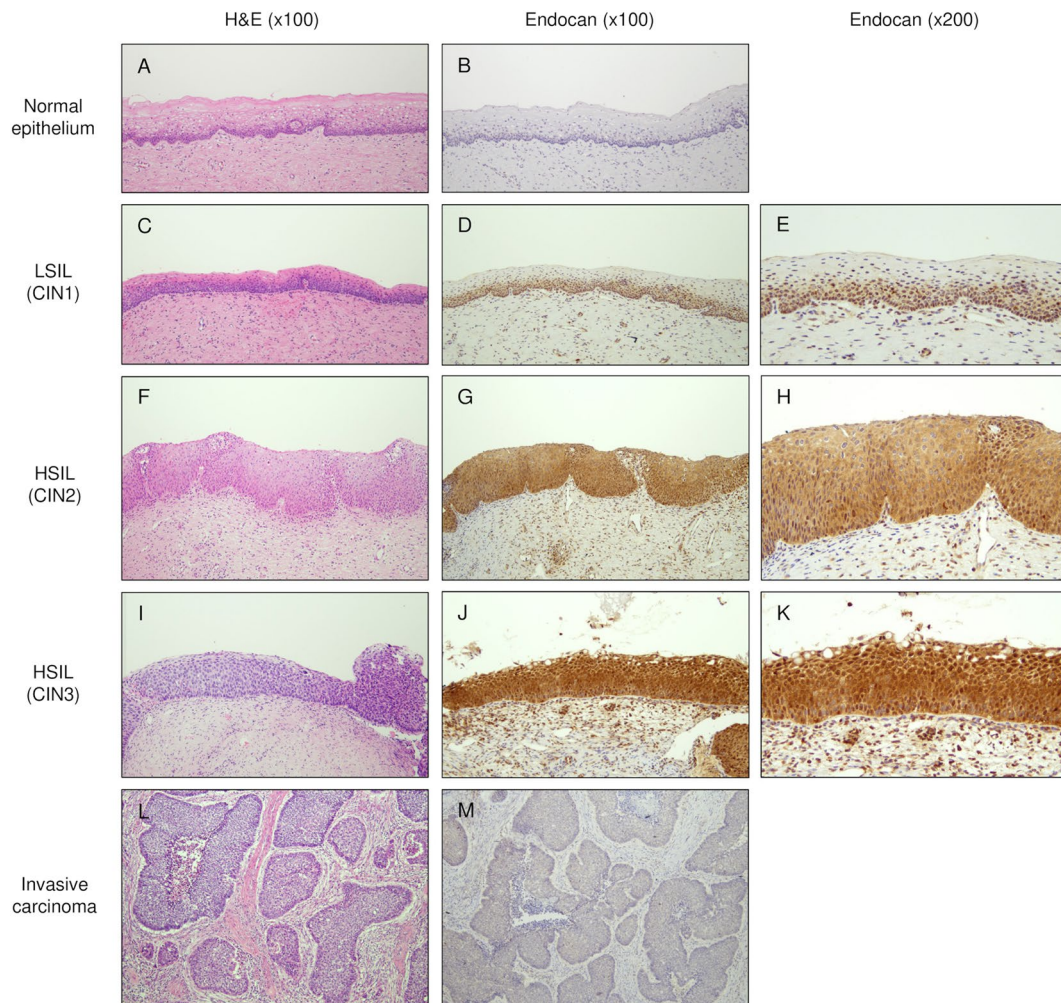 H&E (x100) Endocan (x100) Endocan (x200)
A B
Normal
epithelium
C D E
LSIL
(CIN1)
F G H
HSIL
(CIN2)
I J K
HSIL
(CIN3)
L M
Invasive
carcinoma